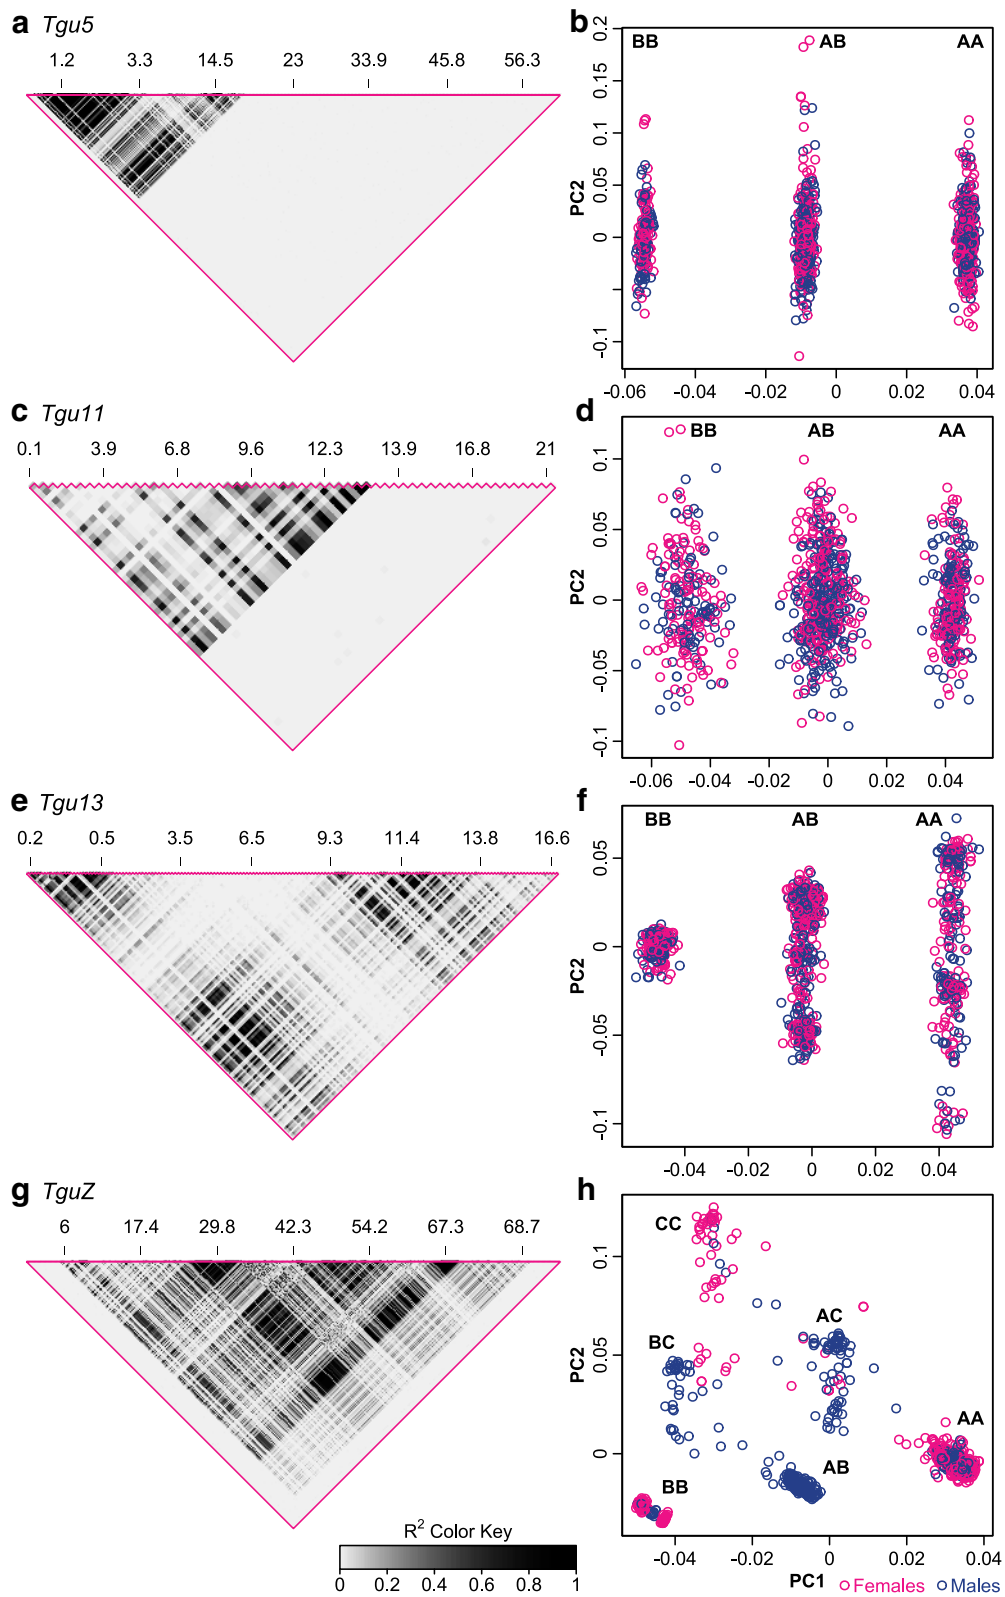 a Tgu5
1.2 3.3 14.5 23 33.9 45.8 56.3
b
BB AB AA
0.2
0.15
0.1
0.05
0
-0.1
PC2
-0.06 -0.04 -0.02 0 0.02 0.04
c Tgu11
0.1 3.9 6.8 9.6 12.3 13.9 16.8 21
d
BB AB AA
0.1
0.05
0
-0.05
-0.1
PC2
-0.06 -0.04 -0.02 0 0.02 0.04
e Tgu13
0.2 0.5 3.5 6.5 9.3 11.4 13.8 16.6
f
BB AB AA
0.05
0
-0.05
-0.1
PC2
-0.04 -0.02 0 0.02 0.04
g TguZ
6 17.4 29.8 42.3 54.2 67.3 68.7
R2 Color Key
0 0.2 0.4 0.6 0.8 1
h
CC
AC
BC
AA
AB
BB
0.1
0.05
0
PC2
-0.04 -0.02 0 0.02 0.04
PC1 Females Males